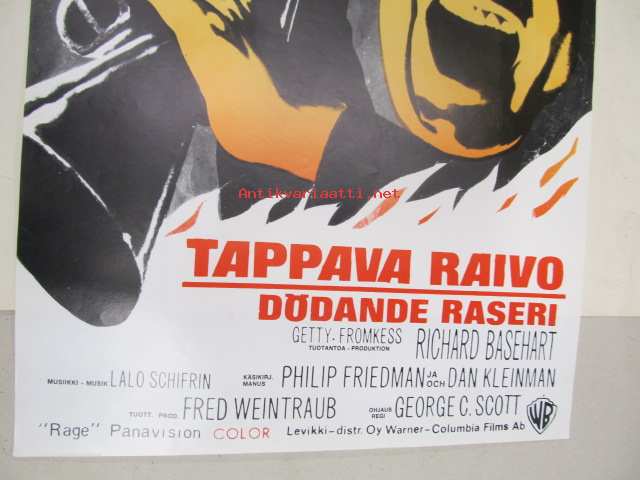 Antikvariaatti.net
TAPPAVA RAIVO
DÖDANDE RASERI
GETTY-FROMKESS
TUOTANTOA - PRODUKTION
RICHARD BASEHART
MUSIIKKI - MUSIK LALO SCHIFRIN
KÄSIKIRJ. MANUS PHILIP FRIEDMAN JA OCH DAN KLEINMAN
TUOTT. PROD. FRED WEINTRAUB
OHJAUS REGI GEORGE C. SCOTT
WB
"Rage" Panavision COLOR Levikki-distr. Oy Warner-Columbia Films Ab